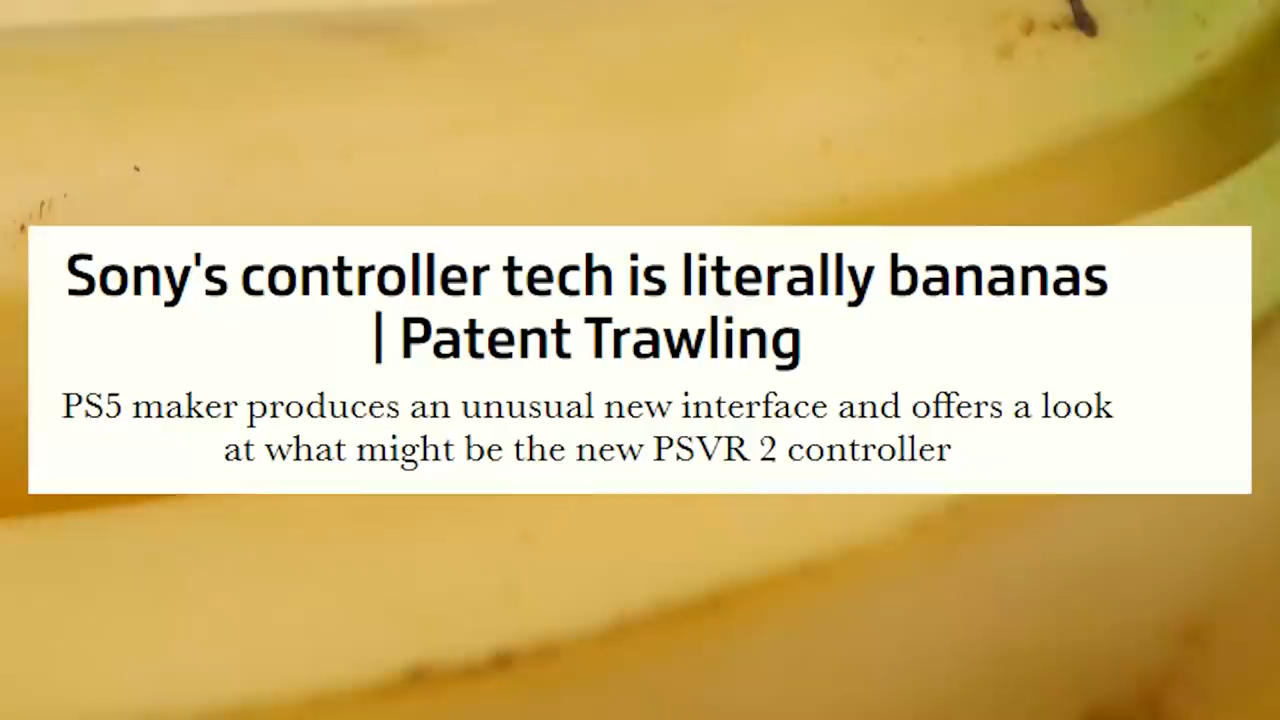 Sony's controller tech is literally bananas
| Patent Trawling
PS5 maker produces an unusual new interface and offers a look
at what might be the new PSVR 2 controller